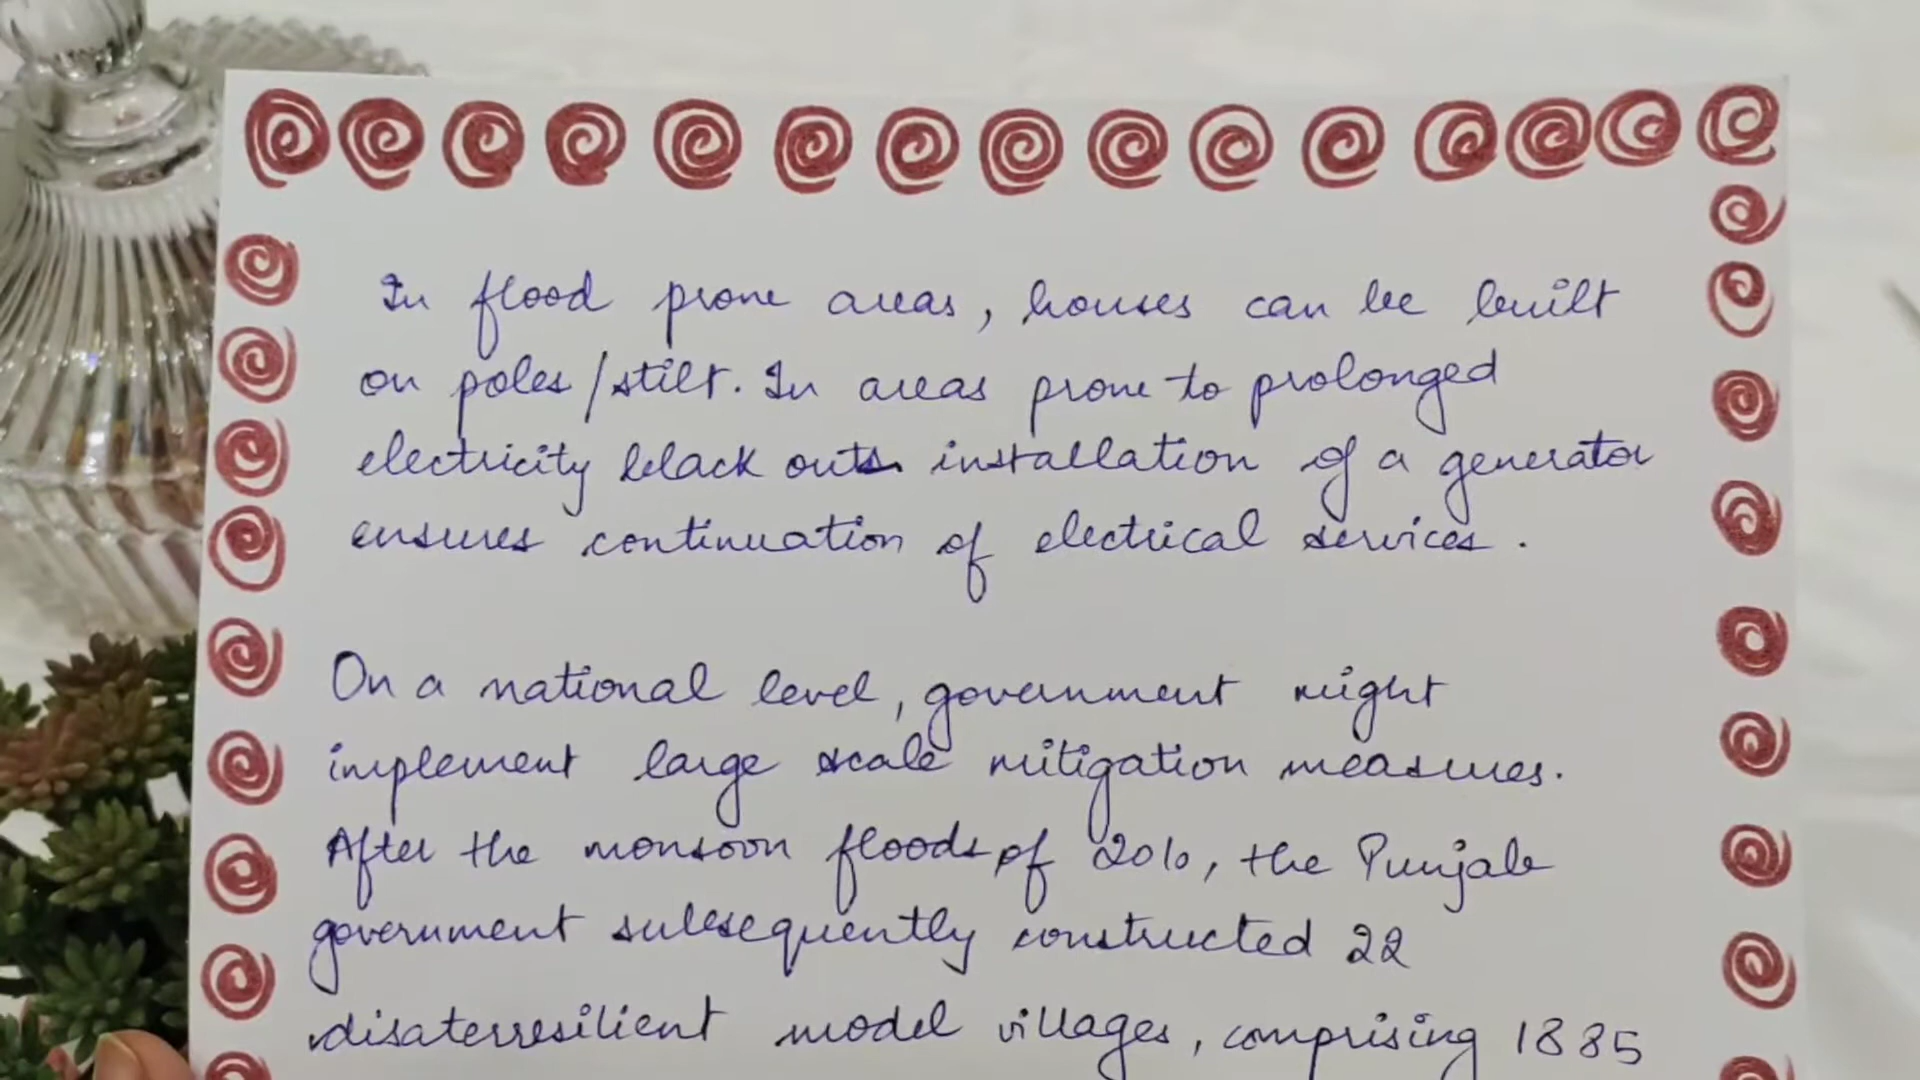 In flood prone areas, houses can be built
on poles/stilt. In areas prone to prolonged
electricity black outs installation of a generator
ensures continuation of electrical services.
On a national level, government might
implement large scale mitigation measures.
After the monsoon floods of 2010, the Punjab
government subsequently constructed 22
disaterresilient model villages, comprising 1885